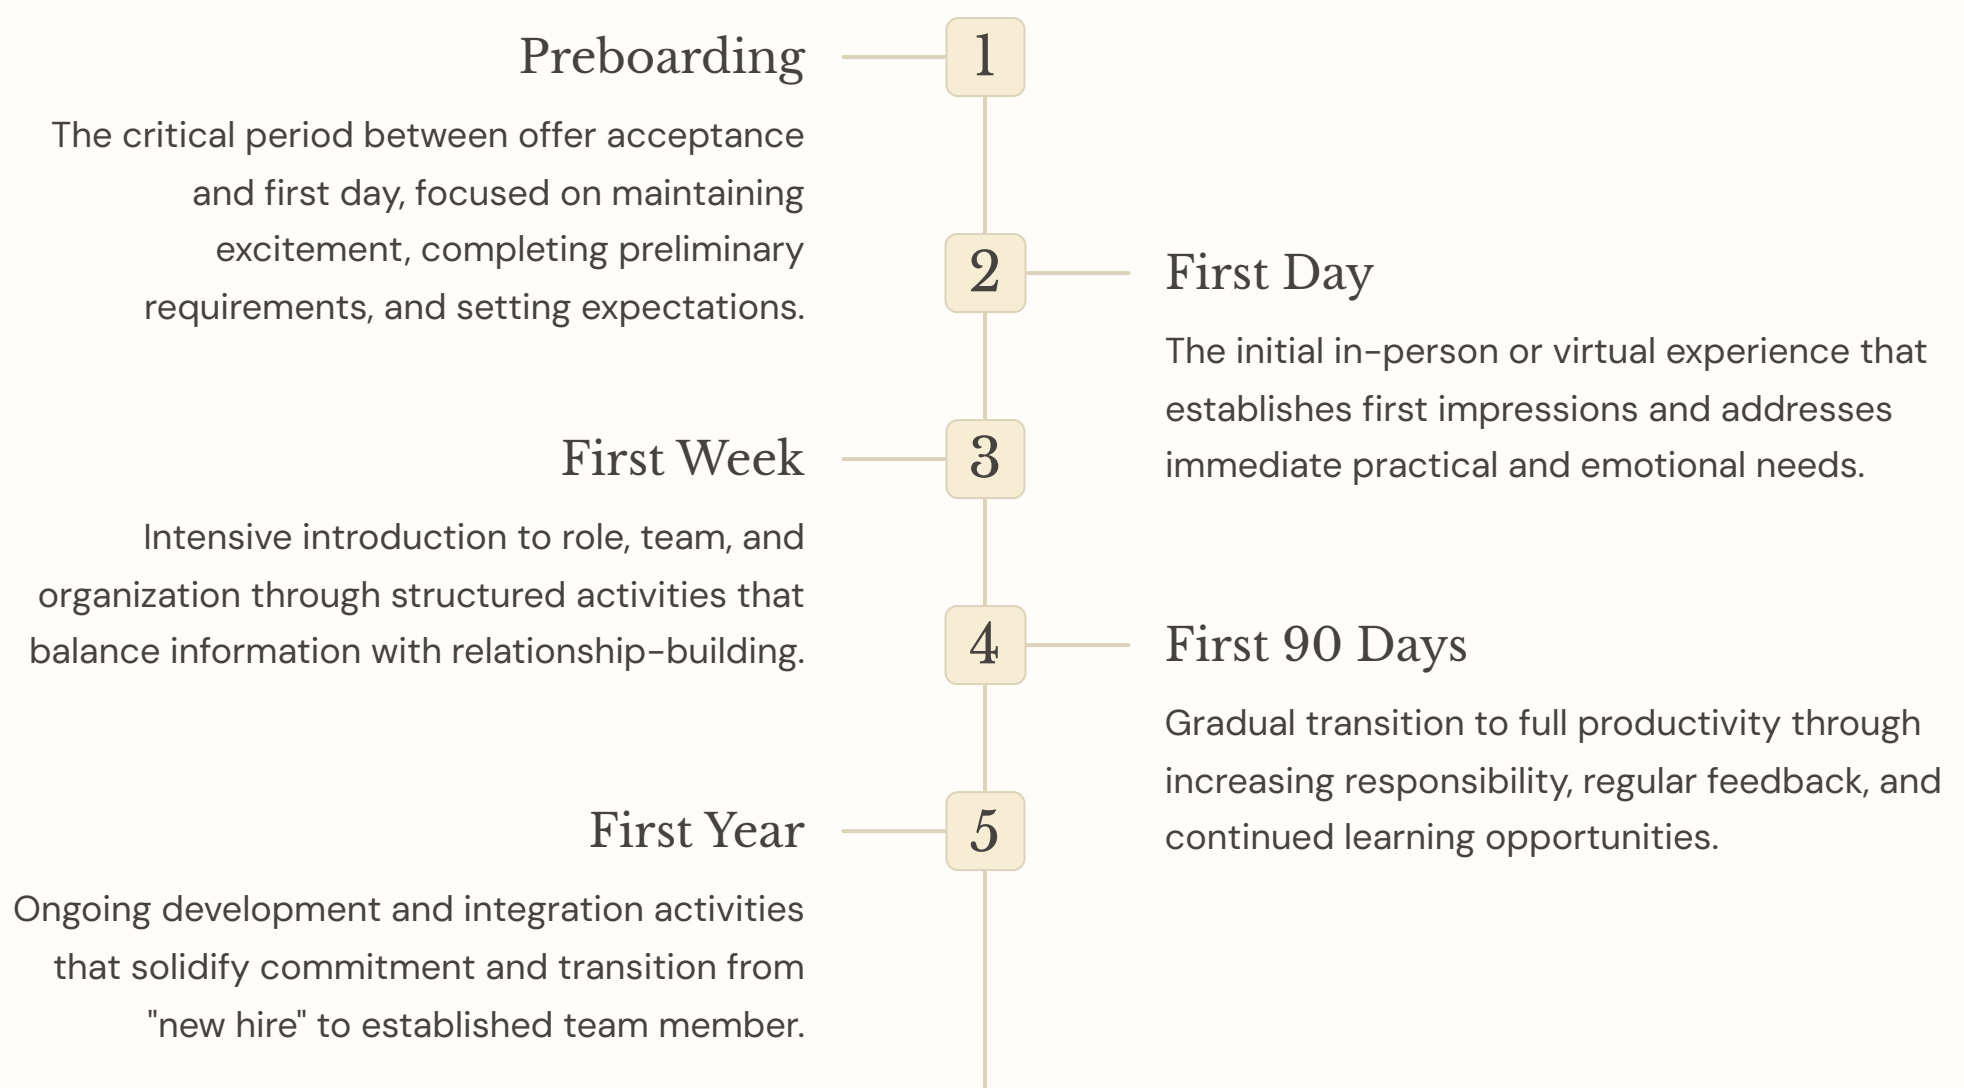 1
Preboarding
The critical period between offer acceptance
and first day, focused on maintaining
excitement, completing preliminary
requirements, and setting expectations.
2
First Day
The initial in-person or virtual experience that
establishes first impressions and addresses
immediate practical and emotional needs.
3
First Week
Intensive introduction to role, team, and
organization through structured activities that
balance information with relationship-building.
4
First 90 Days
Gradual transition to full productivity through
increasing responsibility, regular feedback, and
continued learning opportunities.
5
First Year
Ongoing development and integration activities
that solidify commitment and transition from
"new hire" to established team member.